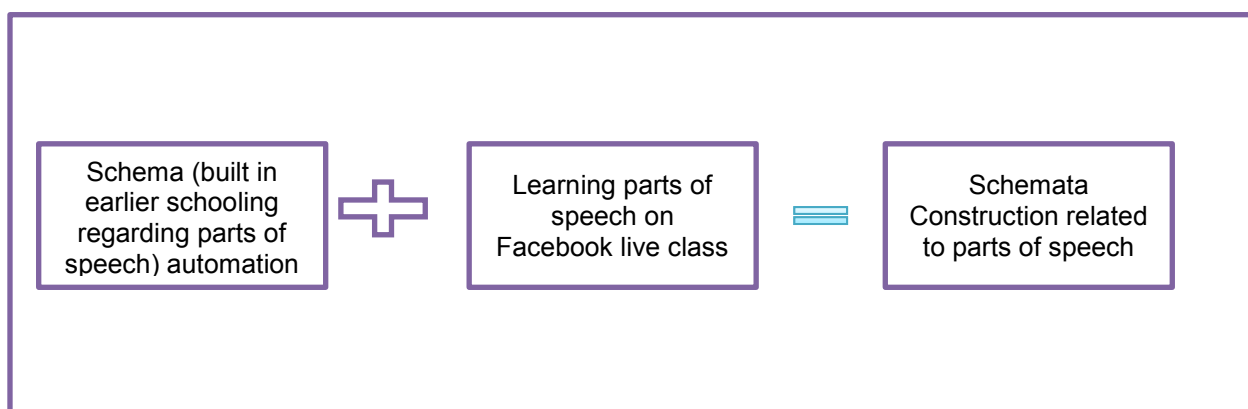 Schema (built in
earlier schooling
regarding parts of
speech) automation
Learning parts of
speech on
Facebook live class
Schemata
Construction related
to parts of speech